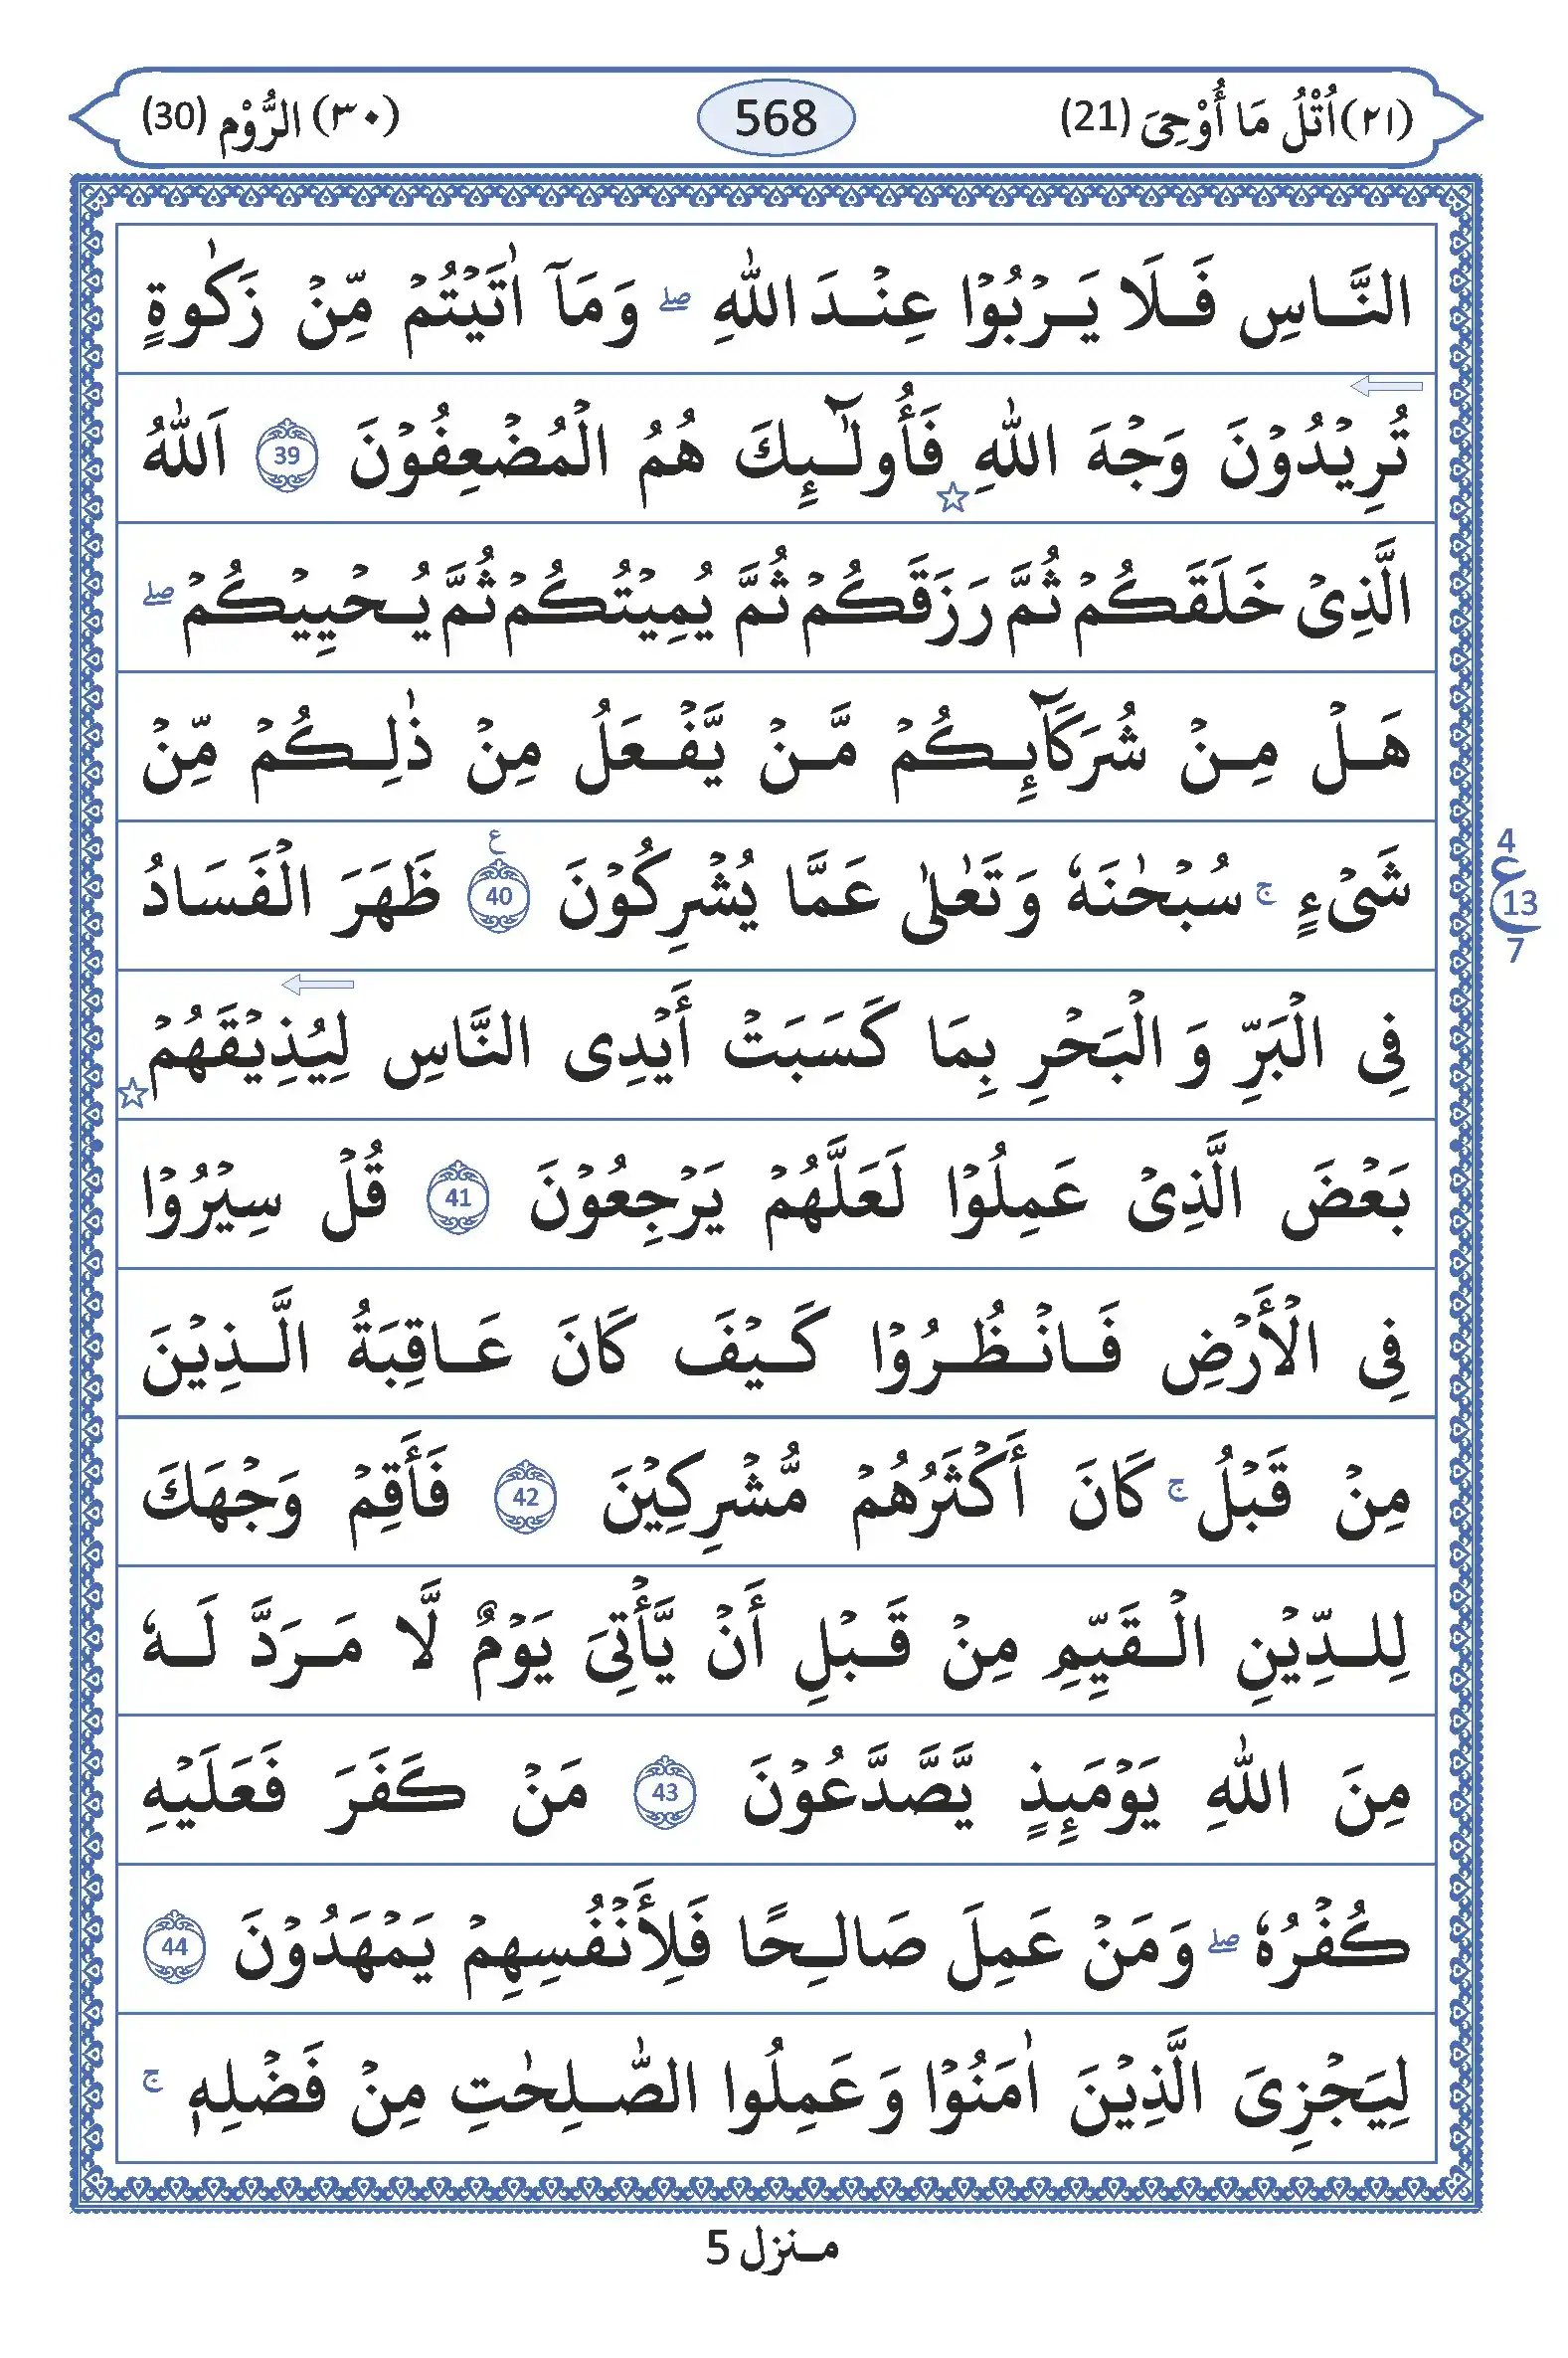 (٢١) اُتْلُ مَا أُوْحِىَ (21)
568
(٣٠) الرُّوْم (30)
النَّاسِ فَلَا يَرْبُوْا عِنْدَ اللّٰهِ ۖ وَمَآ اٰتَيْتُمْ مِّنْ زَكٰوةٍ
تُرِيْدُوْنَ وَجْهَ اللّٰهِ ☆ فَأُولٰٓئِكَ هُمُ الْمُضْعِفُوْنَ 39 اَللّٰهُ
الَّذِىْ خَلَقَكُمْ ثُمَّ رَزَقَكُمْ ثُمَّ يُمِيْتُكُمْ ثُمَّ يُحْيِيْكُمْ ۖ
هَلْ مِنْ شُرَكَآئِكُمْ مَّنْ يَّفْعَلُ مِنْ ذٰلِكُمْ مِّنْ
شَىْءٍ ۚ سُبْحٰنَهٗ وَتَعٰلٰى عَمَّا يُشْرِكُوْنَ 40 ع ظَهَرَ الْفَسَادُ
4
ع 13
7
فِى الْبَرِّ وَالْبَحْرِ بِمَا كَسَبَتْ أَيْدِى النَّاسِ لِيُذِيْقَهُمْ ☆
بَعْضَ الَّذِىْ عَمِلُوْا لَعَلَّهُمْ يَرْجِعُوْنَ 41 قُلْ سِيْرُوْا
فِى الْأَرْضِ فَانْظُرُوْا كَيْفَ كَانَ عَاقِبَةُ الَّذِيْنَ
مِنْ قَبْلُ ۚ كَانَ أَكْثَرُهُمْ مُّشْرِكِيْنَ 42 فَأَقِمْ وَجْهَكَ
لِلدِّيْنِ الْقَيِّمِ مِنْ قَبْلِ أَنْ يَّأْتِىَ يَوْمٌ لَّا مَرَدَّ لَهٗ
مِنَ اللّٰهِ يَوْمَئِذٍ يَّصَّدَّعُوْنَ 43 مَنْ كَفَرَ فَعَلَيْهِ
كُفْرُهٗ ۖ وَمَنْ عَمِلَ صَالِحًا فَلِأَنْفُسِهِمْ يَمْهَدُوْنَ 44
لِيَجْزِىَ الَّذِيْنَ اٰمَنُوْا وَعَمِلُوا الصّٰلِحٰتِ مِنْ فَضْلِهٖ ۚ
منزل 5